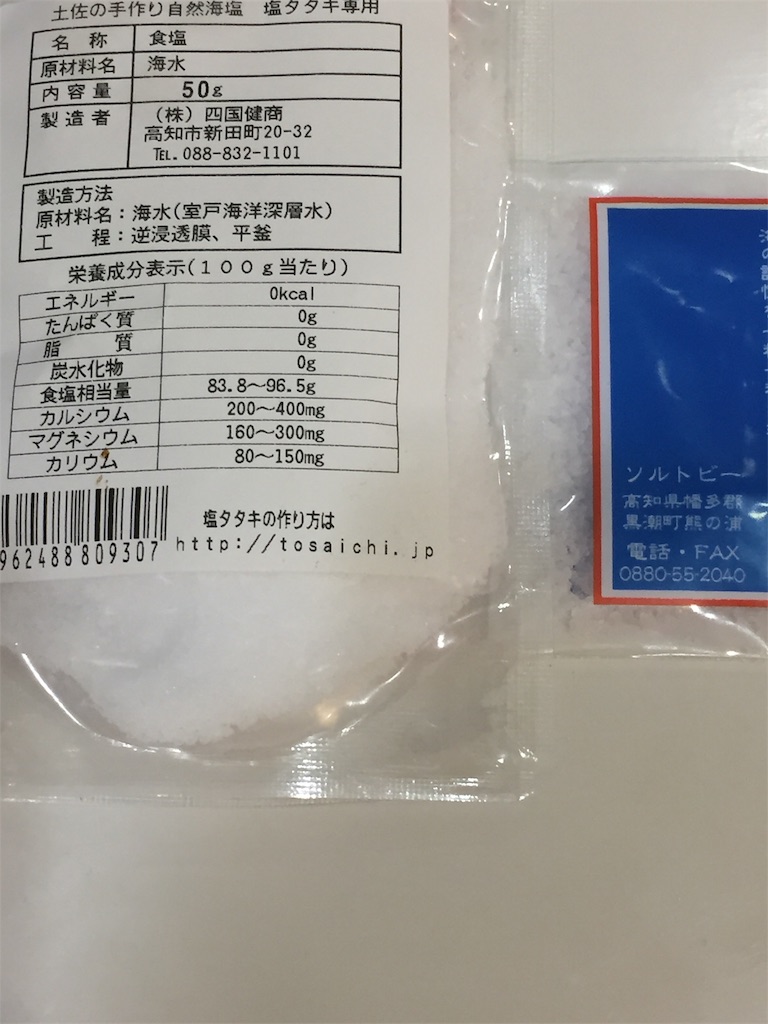 土佐の手作り自然海塩 塩タタキ専用
名称 食塩
原材料名 海水
内容量 50g
製造者 (株)四国健商
高知市新田町20-32
TEL.088-832-1101
製造方法
原材料名:海水(室戸海洋深層水)
工程:逆浸透膜、平釜
栄養成分表示(100g当たり)
エネルギー 0kcal
たんぱく質 0g
脂質 0g
炭水化物 0g
食塩相当量 83.8～96.5g
カルシウム 200～400mg
マグネシウム 160～300mg
カリウム 80～150mg
962488809307
塩タタキの作り方は
http://tosaichi.jp
ソルトビー
高知県幡多郡
黒潮町熊の浦
電話・FAX
0880-55-2040